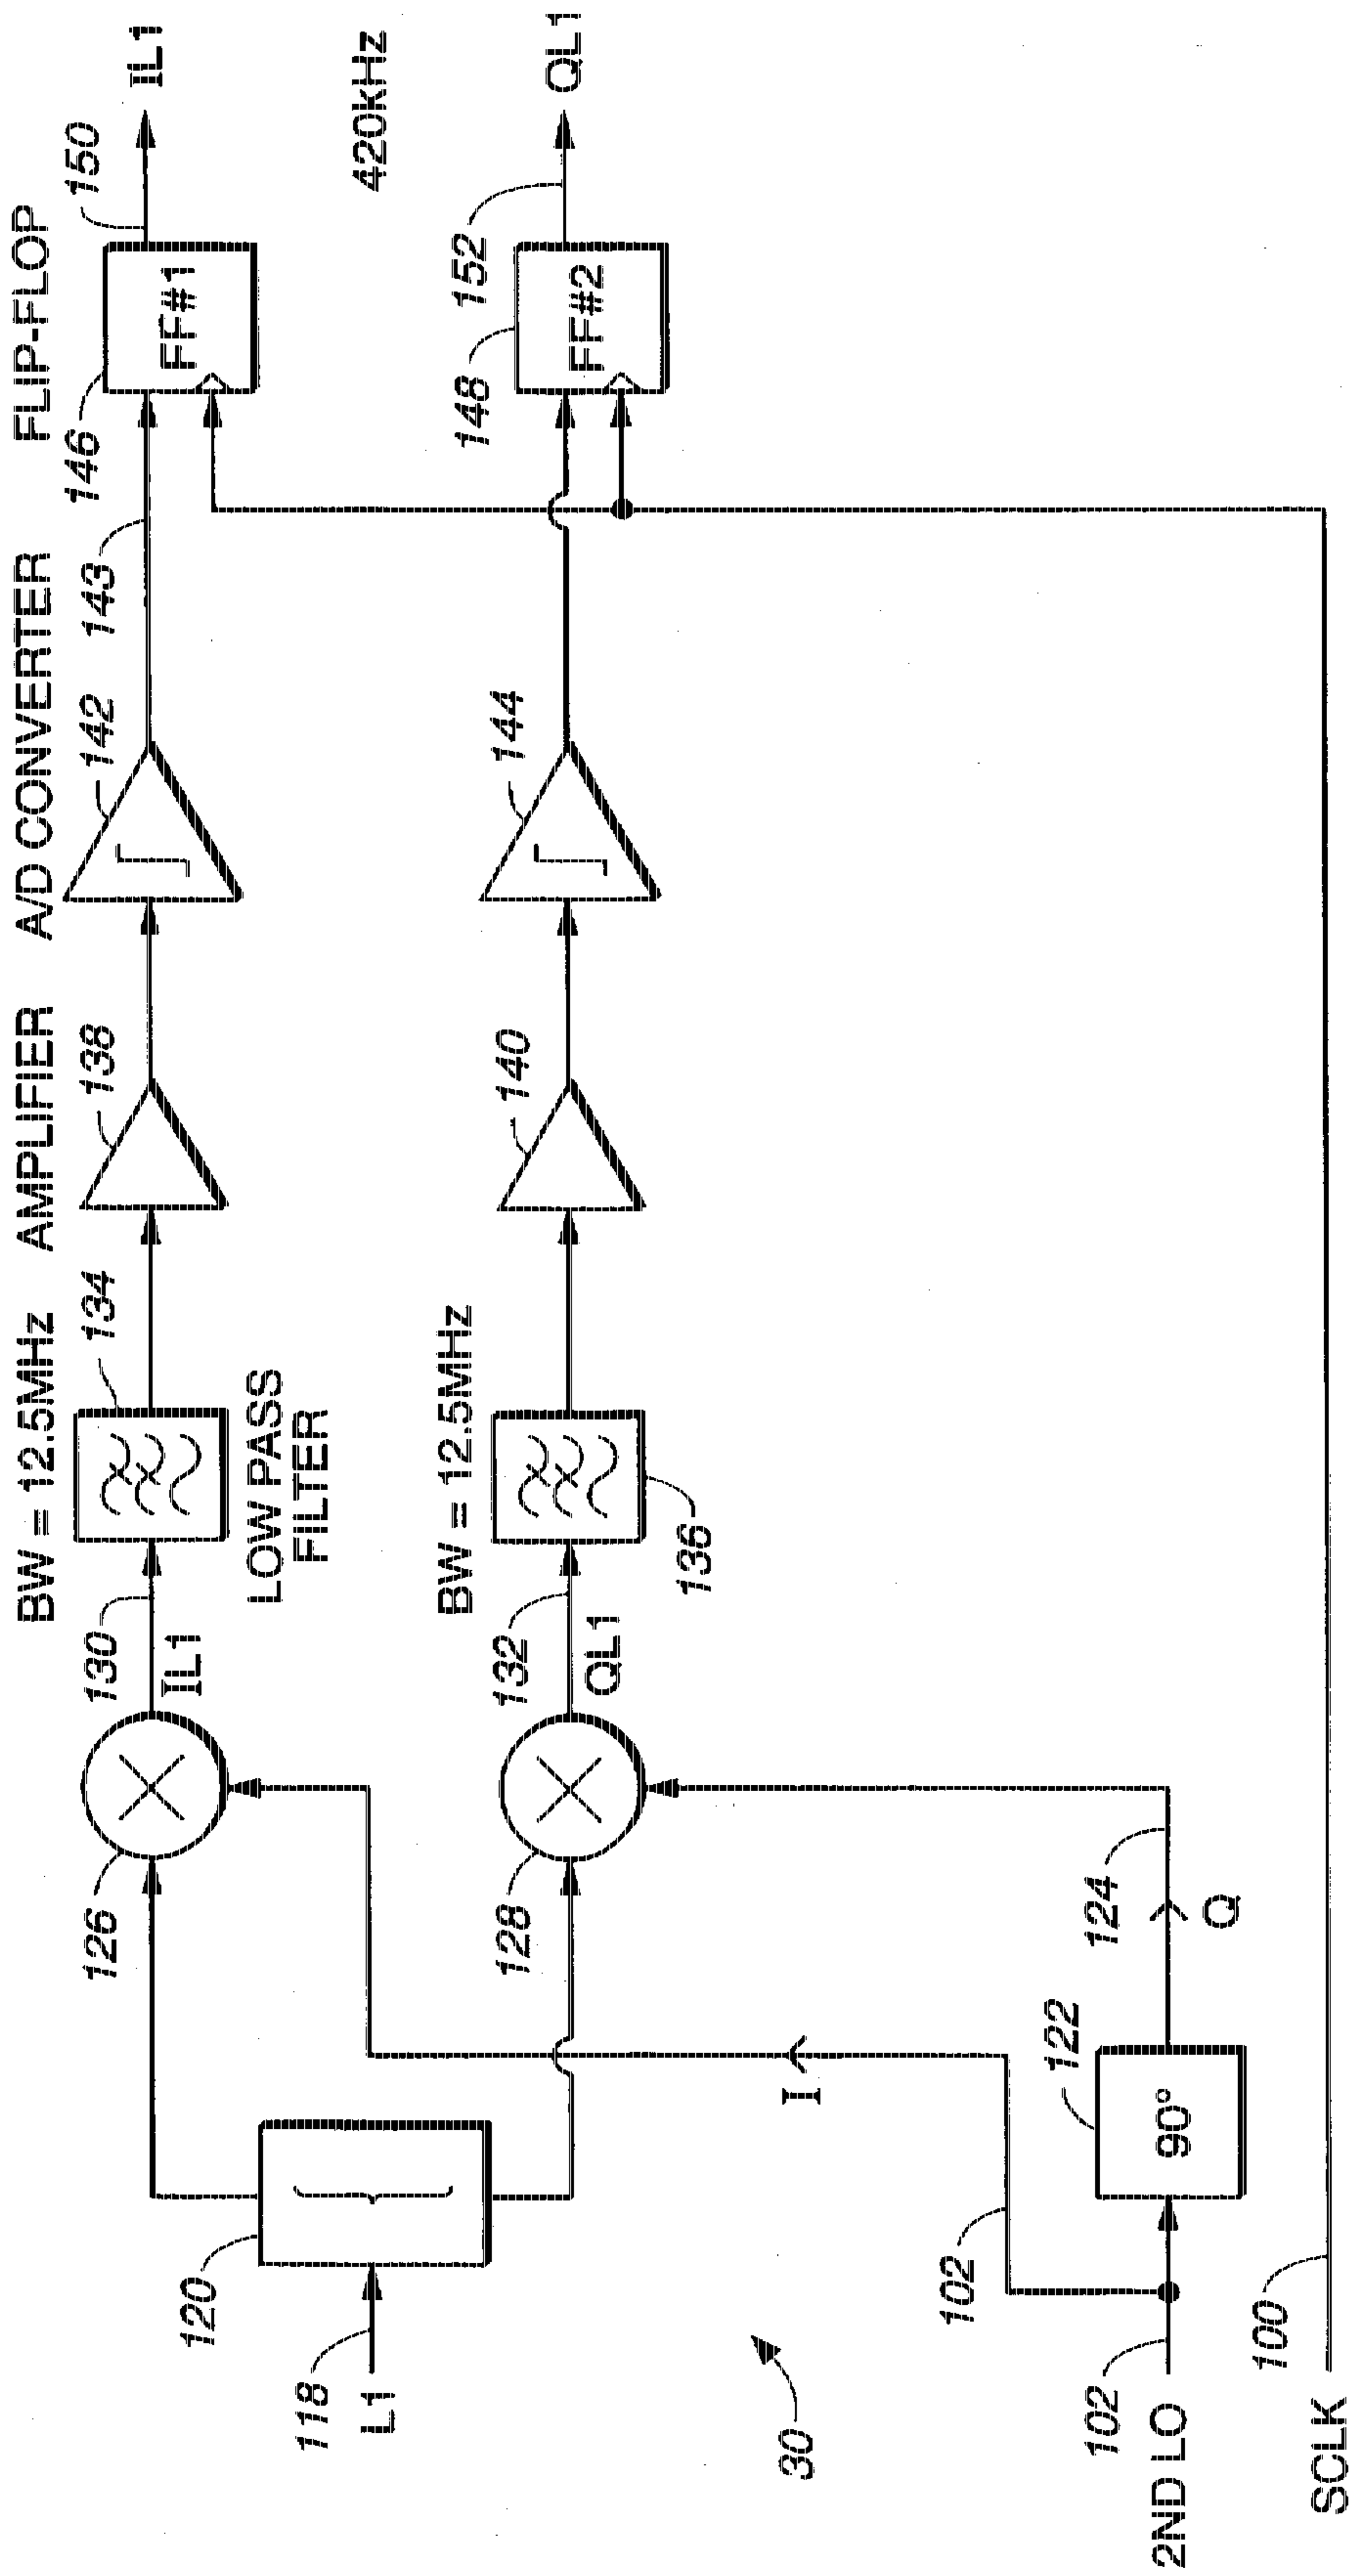 BW = 12.5MHz AMPLIFIER A/D CONVERTER FLIP-FLOP
126
130
134
138
142
143
146
150
IL1
FF#1
IL1
LOW PASS
FILTER
120
118
L1
BW = 12.5MHz
420kHz
128
132
140
144
148
152
QL1
FF#2
QL1
136
30
I
102
102
2ND LO
122
90°
124
Q
100
SCLK